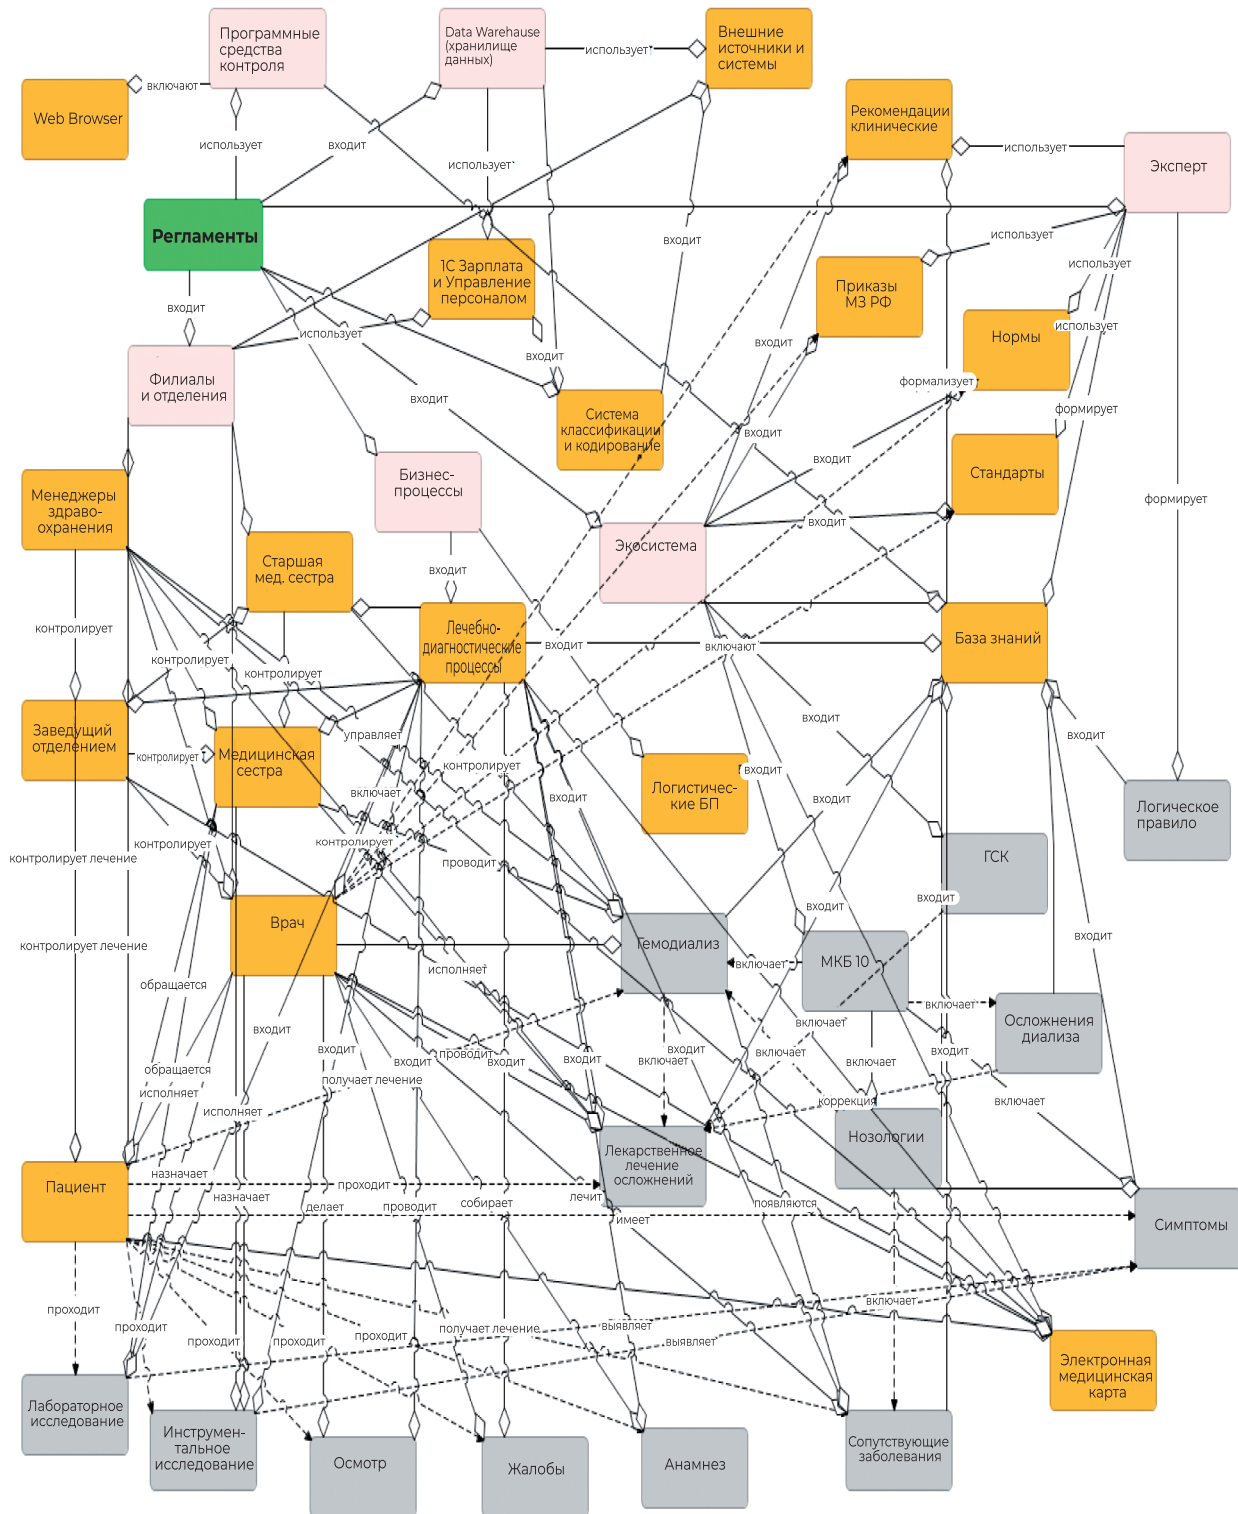 Программные
средства
контроля
Data Warehause
(хранилище
данных)
использует
Внешние
источники и
системы
включают
Web Browser
Рекомендации
клинические
использует
входит
использует
использует
Эксперт
Регламенты
использует
входит
1С Зарплата
и Управление
персоналом
использует
Приказы
МЗ РФ
входит
использует
использует
Нормы
входит
входит
входит
Филиалы
и отделения
формализует
формирует
Система
классификации
и кодирование
входит
Бизнес-
процессы
входит
Стандарты
Менеджеры
здраво-
охранения
формирует
входит
Экосистема
Старшая
мед. сестра
входит
контролирует
Лечебно-
диагностические
процессы
входит
включают
База знаний
контролирует
контролирует
входит
Заведущий
отделением
управляет
входит
контролирует
Медицинская
сестра
контролирует
входит
Логистичес-
кие БП
включает
входит
входит
Логическое
правило
контролирует
контролирует
контролирует лечение
проводит
ГСК
входит
входит
Врач
контролирует лечение
Гемодиализ
входит
исполняет
включает
МКБ 10
обращается
включает
Осложнения
диализа
входит
включает
входит
проводит
входит
входит
входит
входит
включает
включает
включает
входит
обращается
получает лечение
исполняет
коррекция
включает
исполняет
Нозологии
Лекарственное
лечение
осложнений
назначает
Пациент
проходит
назначает
лечит
делает
проводит
собирает
появляются
имеет
Симптомы
проходит
включает
проходит
проходит
проходит
проходит
получает лечение
выявляет
выявляет
Электронная
медицинская
карта
Лабораторное
исследование
Инструмен-
тальное
исследование
Осмотр
Жалобы
Анамнез
Сопутствующие
заболевания